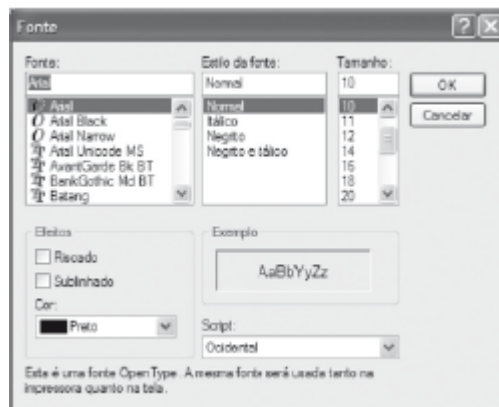 Fonte
Fonte: Estilo da fonte: Tamanho:
Arial Normal 10 OK
Arial Normal 10 Cancelar
Arial Black Itálico 11
Arial Narrow Negrito 12
Arial Unicode MS Negrito e itálico 14
AvantGarde Bk BT 16
BankGothic Md BT 18
Batang 20
Efeitos Exemplo
Riscado
Sublinhado
AaBbYyZz
Cor:
Preto
Script:
Ocidental
Esta é uma fonte OpenType. A mesma fonte será usada tanto na
impressora quanto na tela.